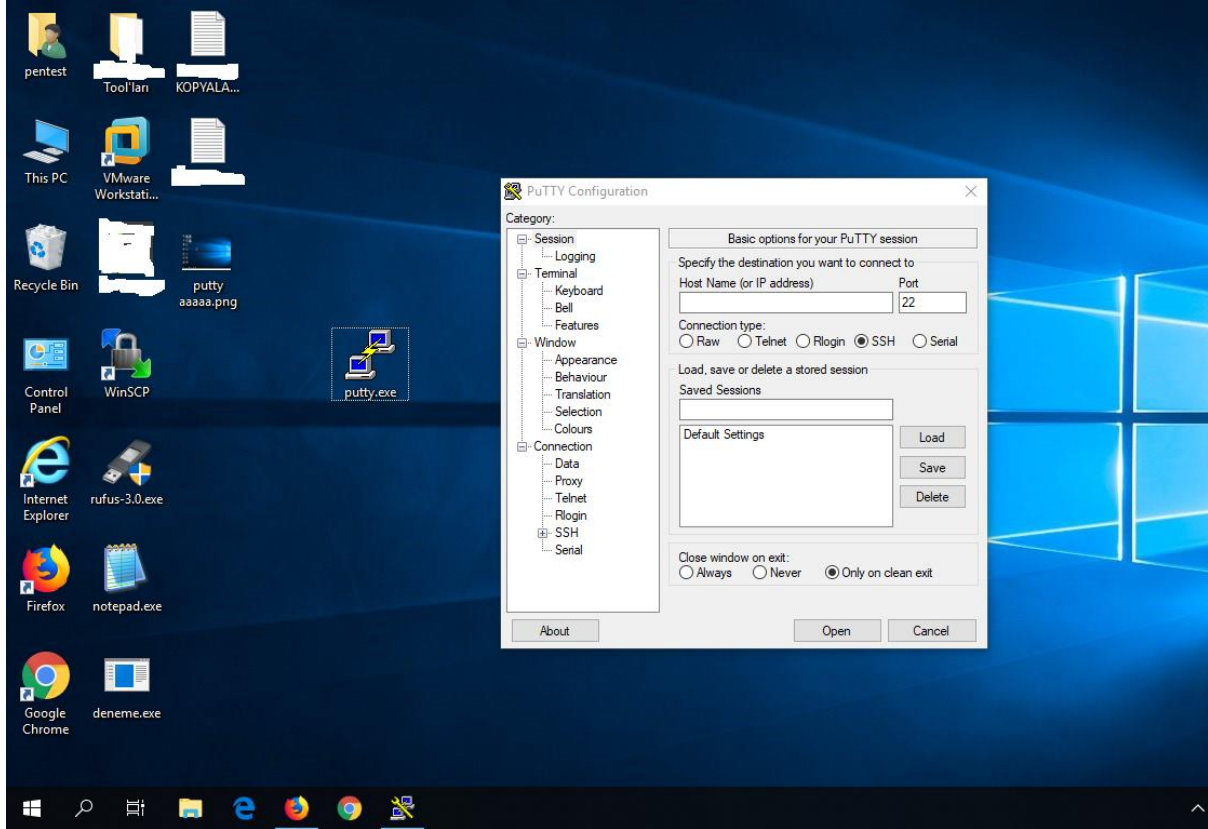 pentest
Tool'ları
KOPYALA...
This PC
VMware
Workstati...
Recycle Bin
putty
aaaaa.png
Control
Panel
WinSCP
putty.exe
Internet
Explorer
rufus-3.0.exe
Firefox
notepad.exe
Google
Chrome
deneme.exe
PuTTY Configuration
Category:
Session
Logging
Terminal
Keyboard
Bell
Features
Window
Appearance
Behaviour
Translation
Selection
Colours
Connection
Data
Proxy
Telnet
Rlogin
SSH
Serial
Basic options for your PuTTY session
Specify the destination you want to connect to
Host Name (or IP address) Port
22
Connection type:
Raw Telnet Rlogin SSH Serial
Load, save or delete a stored session
Saved Sessions
Default Settings
Load
Save
Delete
Close window on exit:
Always Never Only on clean exit
About Open Cancel